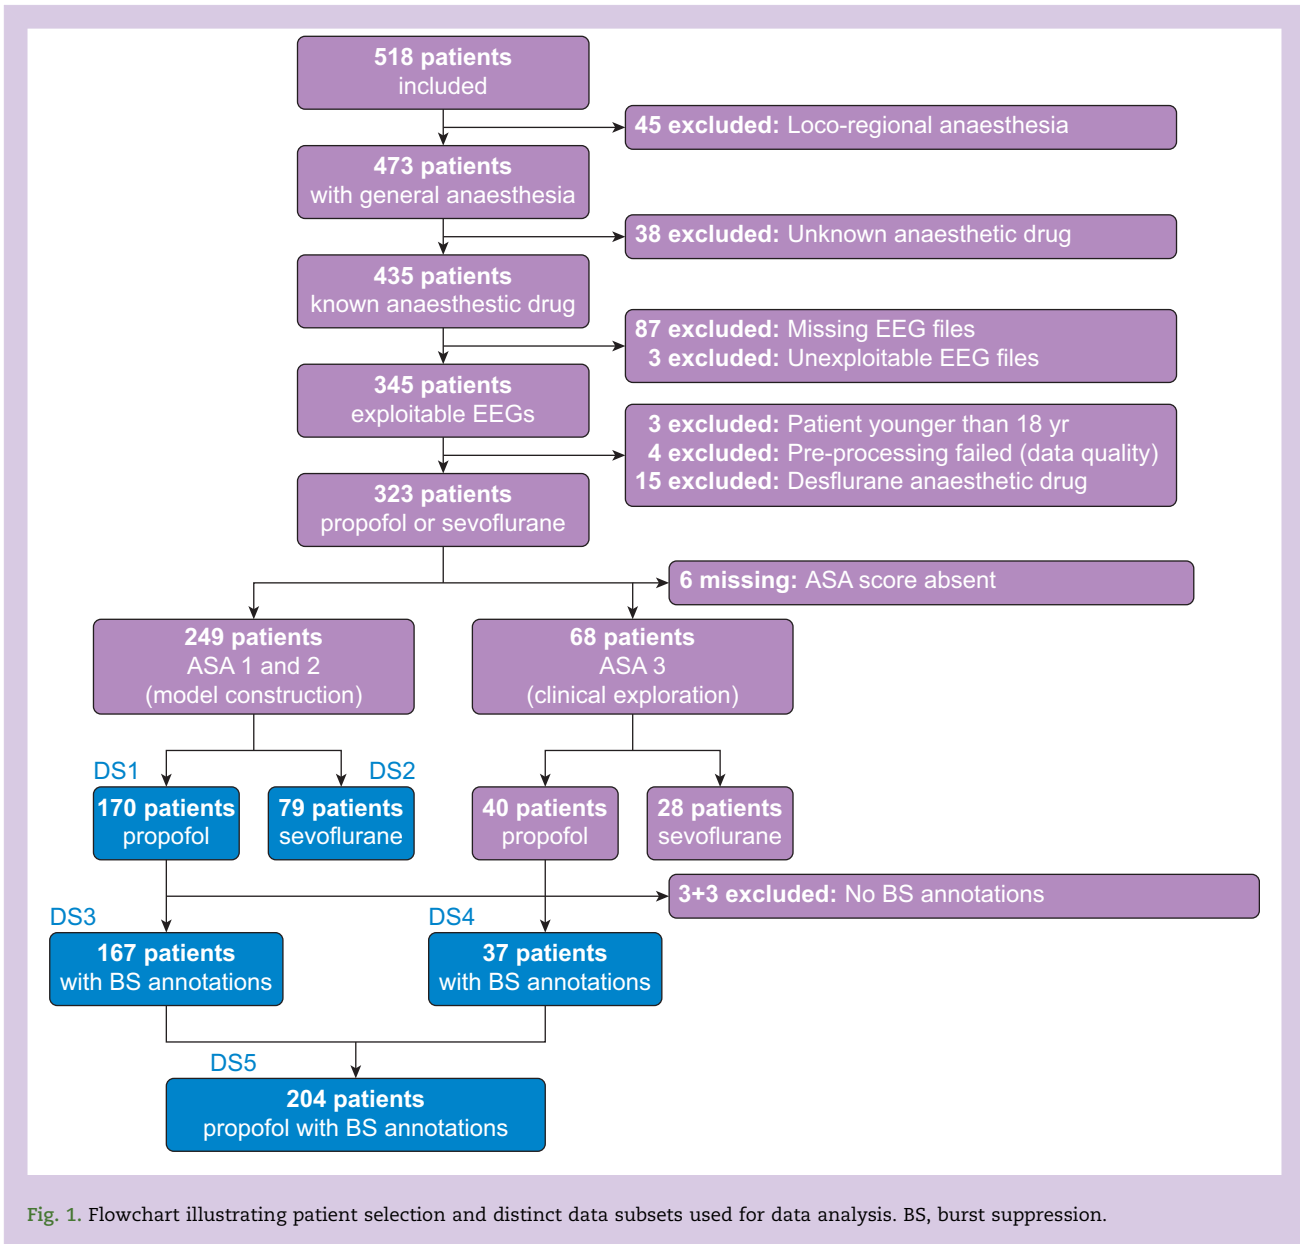 518 patients
included
45 excluded: Loco-regional anaesthesia
473 patients
with general anaesthesia
38 excluded: Unknown anaesthetic drug
435 patients
known anaesthestic drug
87 excluded: Missing EEG files
3 excluded: Unexploitable EEG files
345 patients
exploitable EEGs
3 excluded: Patient younger than 18 yr
4 excluded: Pre-processing failed (data quality)
15 excluded: Desflurane anaesthetic drug
323 patients
propofol or sevoflurane
6 missing: ASA score absent
249 patients
ASA 1 and 2
(model construction)
68 patients
ASA 3
(clinical exploration)
DS1
170 patients
propofol
DS2
79 patients
sevoflurane
40 patients
propofol
28 patients
sevoflurane
3+3 excluded: No BS annotations
DS3
167 patients
with BS annotations
DS4
37 patients
with BS annotations
DS5
204 patients
propofol with BS annotations
Fig. 1. Flowchart illustrating patient selection and distinct data subsets used for data analysis. BS, burst suppression.